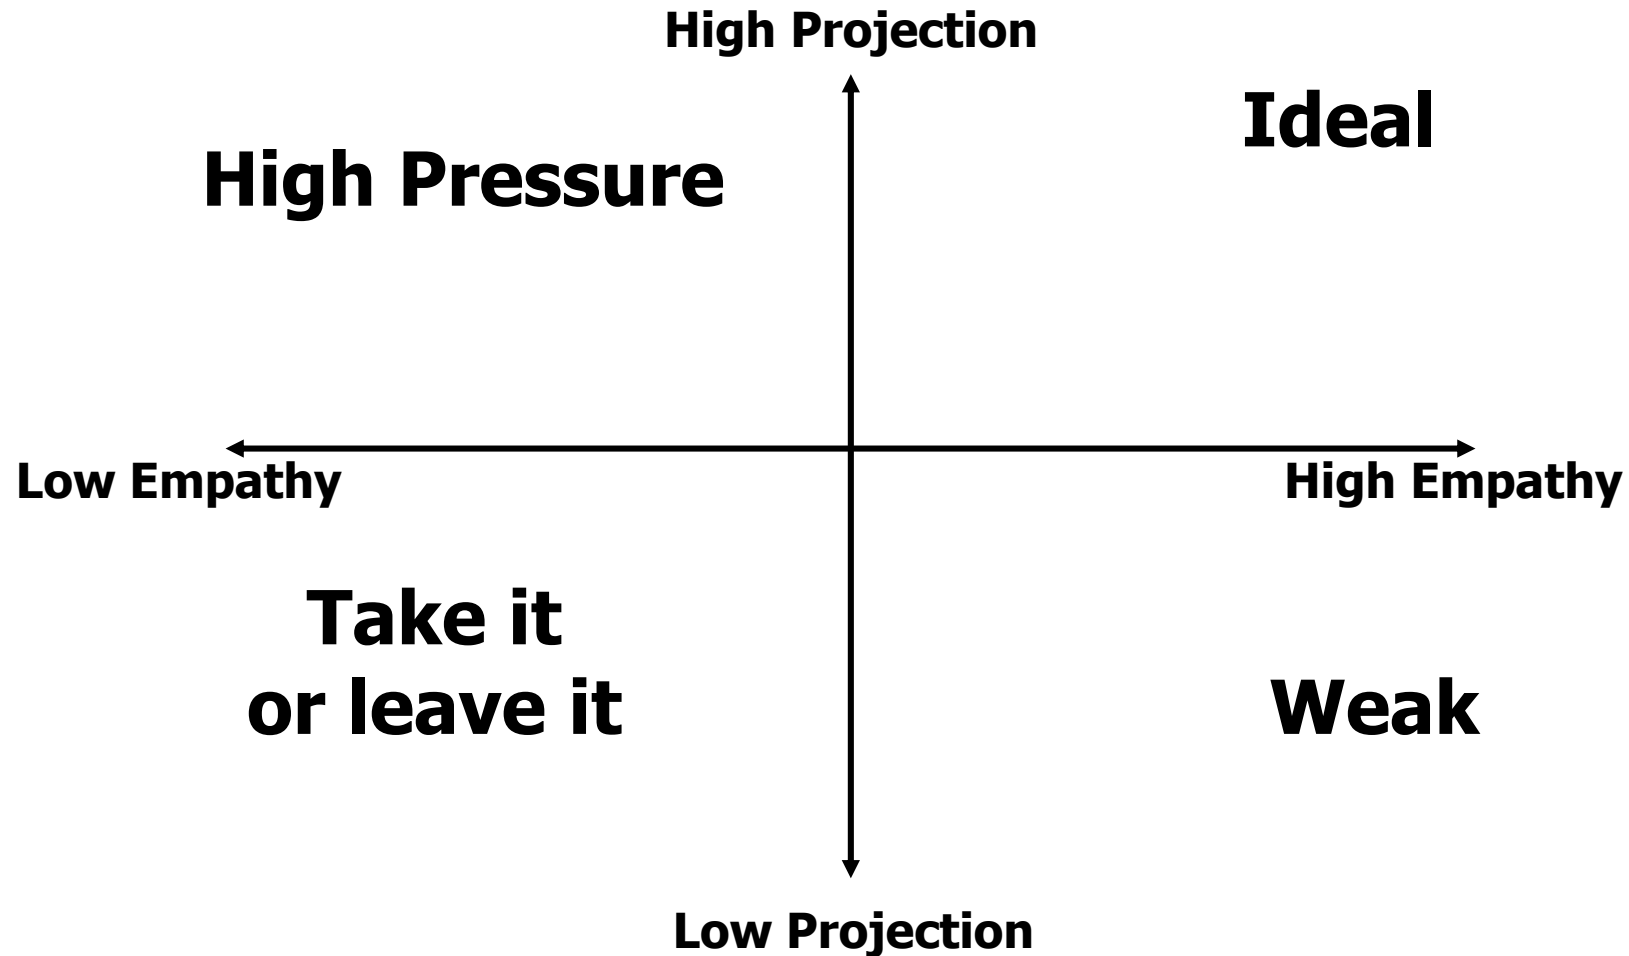 High Projection
Ideal
High Pressure
Low Empathy
High Empathy
Take it
or leave it
Weak
Low Projection